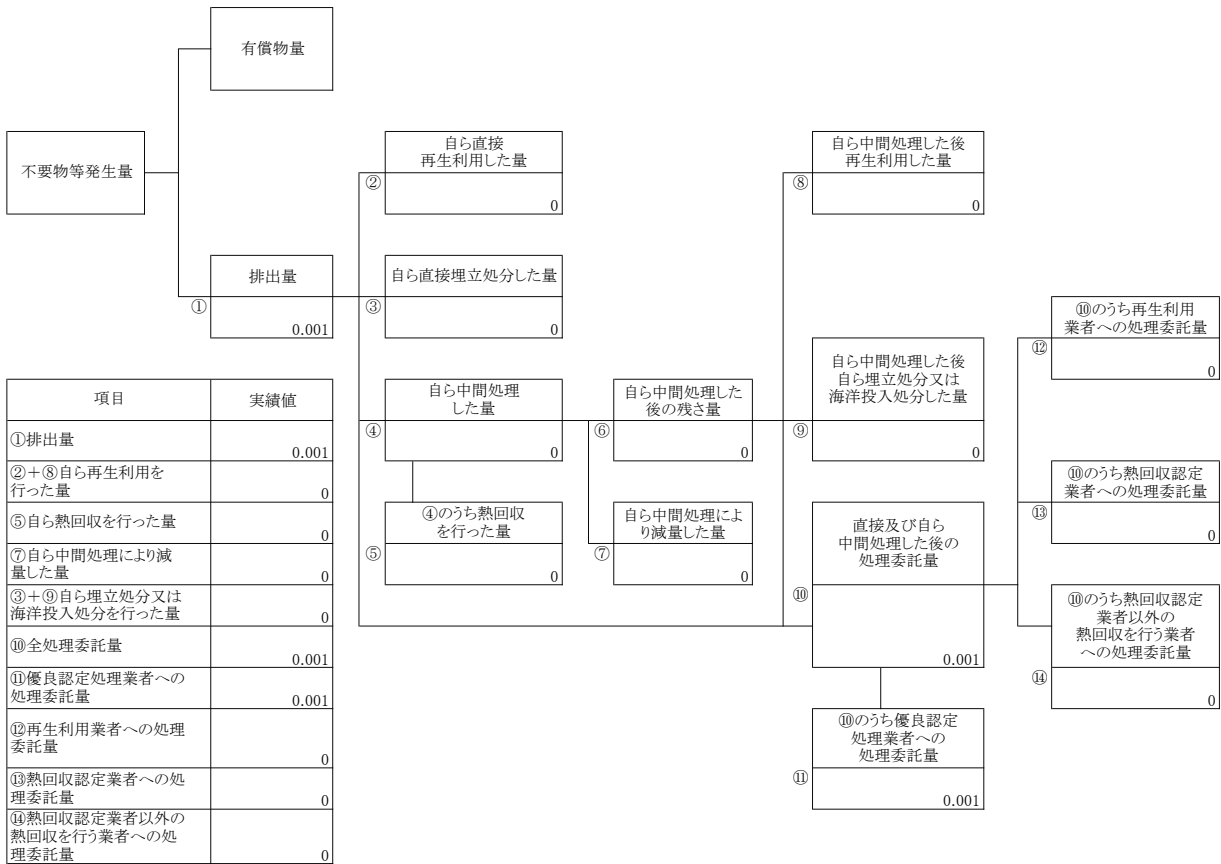 有償物量
不要物等発生量
排出量
①
0.001
自ら直接
再生利用した量
②
0
自ら直接埋立処分した量
③
0
自ら中間処理
した量
④
0
④のうち熱回収
を行った量
⑤
0
自ら中間処理した
後の残さ量
⑥
0
自ら中間処理によ
り減量した量
⑦
0
自ら中間処理した後
再生利用した量
⑧
0
自ら中間処理した後
自ら埋立処分又は
海洋投入処分した量
⑨
0
直接及び自ら
中間処理した後の
処理委託量
⑩
0.001
⑩のうち優良認定
処理業者への
処理委託量
⑪
0.001
⑩のうち再生利用
業者への処理委託量
⑫
0
⑩のうち熱回収認定
業者への処理委託量
⑬
0
⑩のうち熱回収認定
業者以外の
熱回収を行う業者
への処理委託量
⑭
0
項目 実績値
①排出量
0.001
②+⑧自ら再生利用を
行った量
0
⑤自ら熱回収を行った量
0
⑦自ら中間処理により減
量した量
0
③+⑨自ら埋立処分又は
海洋投入処分を行った量
0
⑩全処理委託量
0.001
⑪優良認定処理業者への
処理委託量
0.001
⑫再生利用業者への処理
委託量
0
⑬熱回収認定業者への処
理委託量
0
⑭熱回収認定業者以外の
熱回収を行う業者への処
理委託量
0